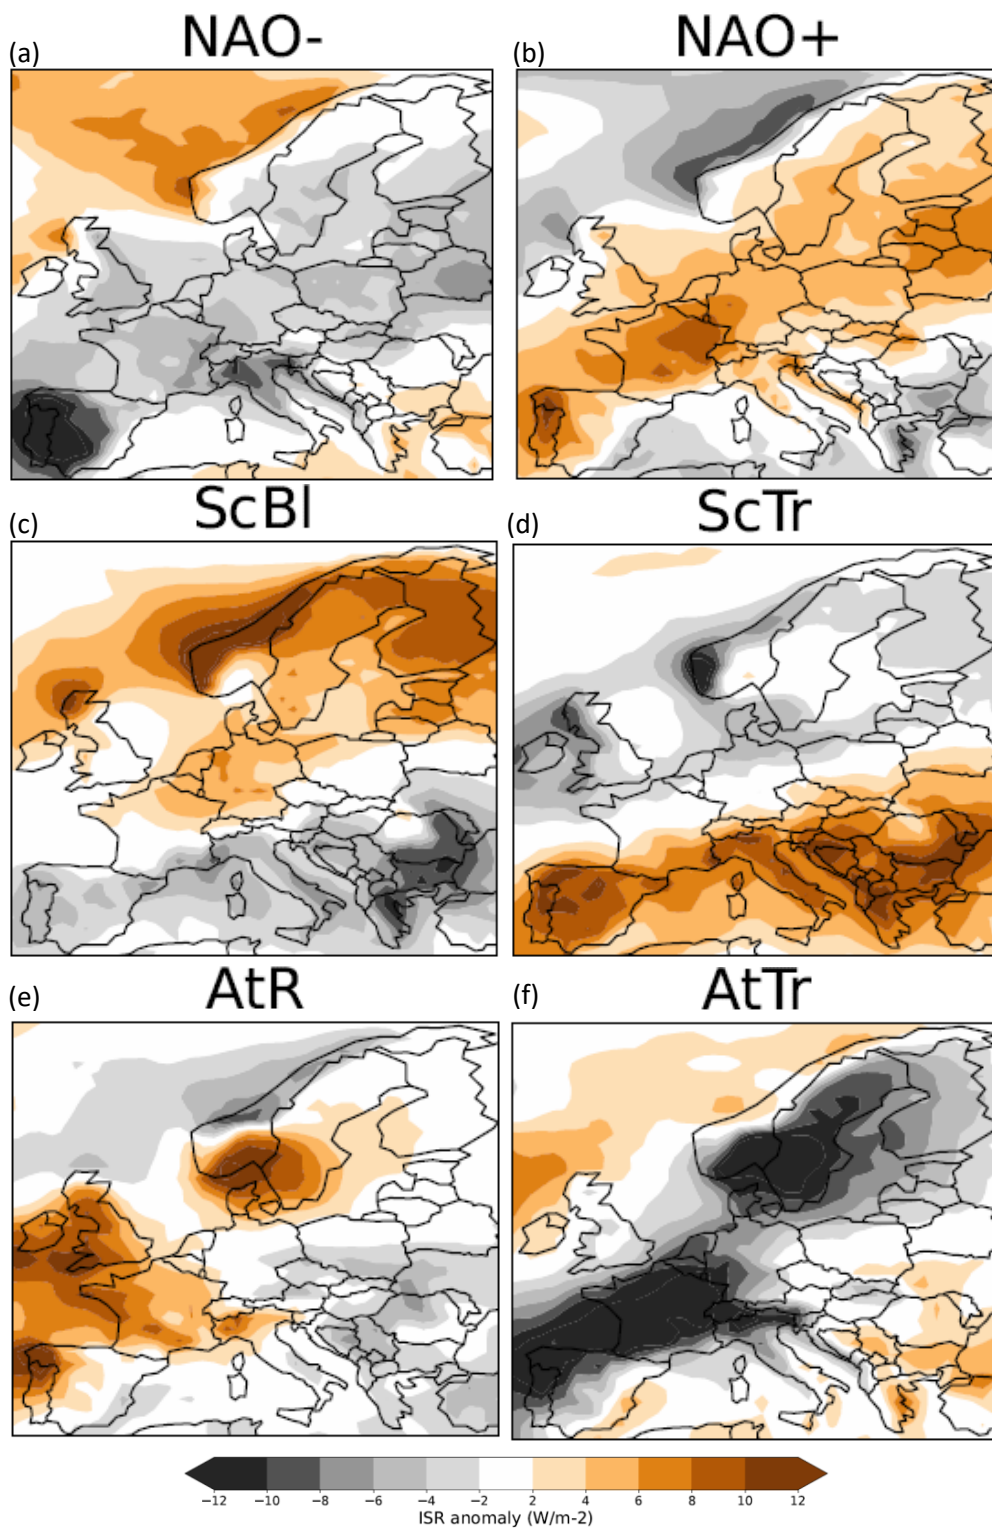 (a) NAO-
(b) NAO+
(c) ScBl
(d) ScTr
(e) AtR
(f) AtTr
−12 −10 −8 −6 −4 −2 2 4 6 8 10 12
ISR anomaly (W/m-2)